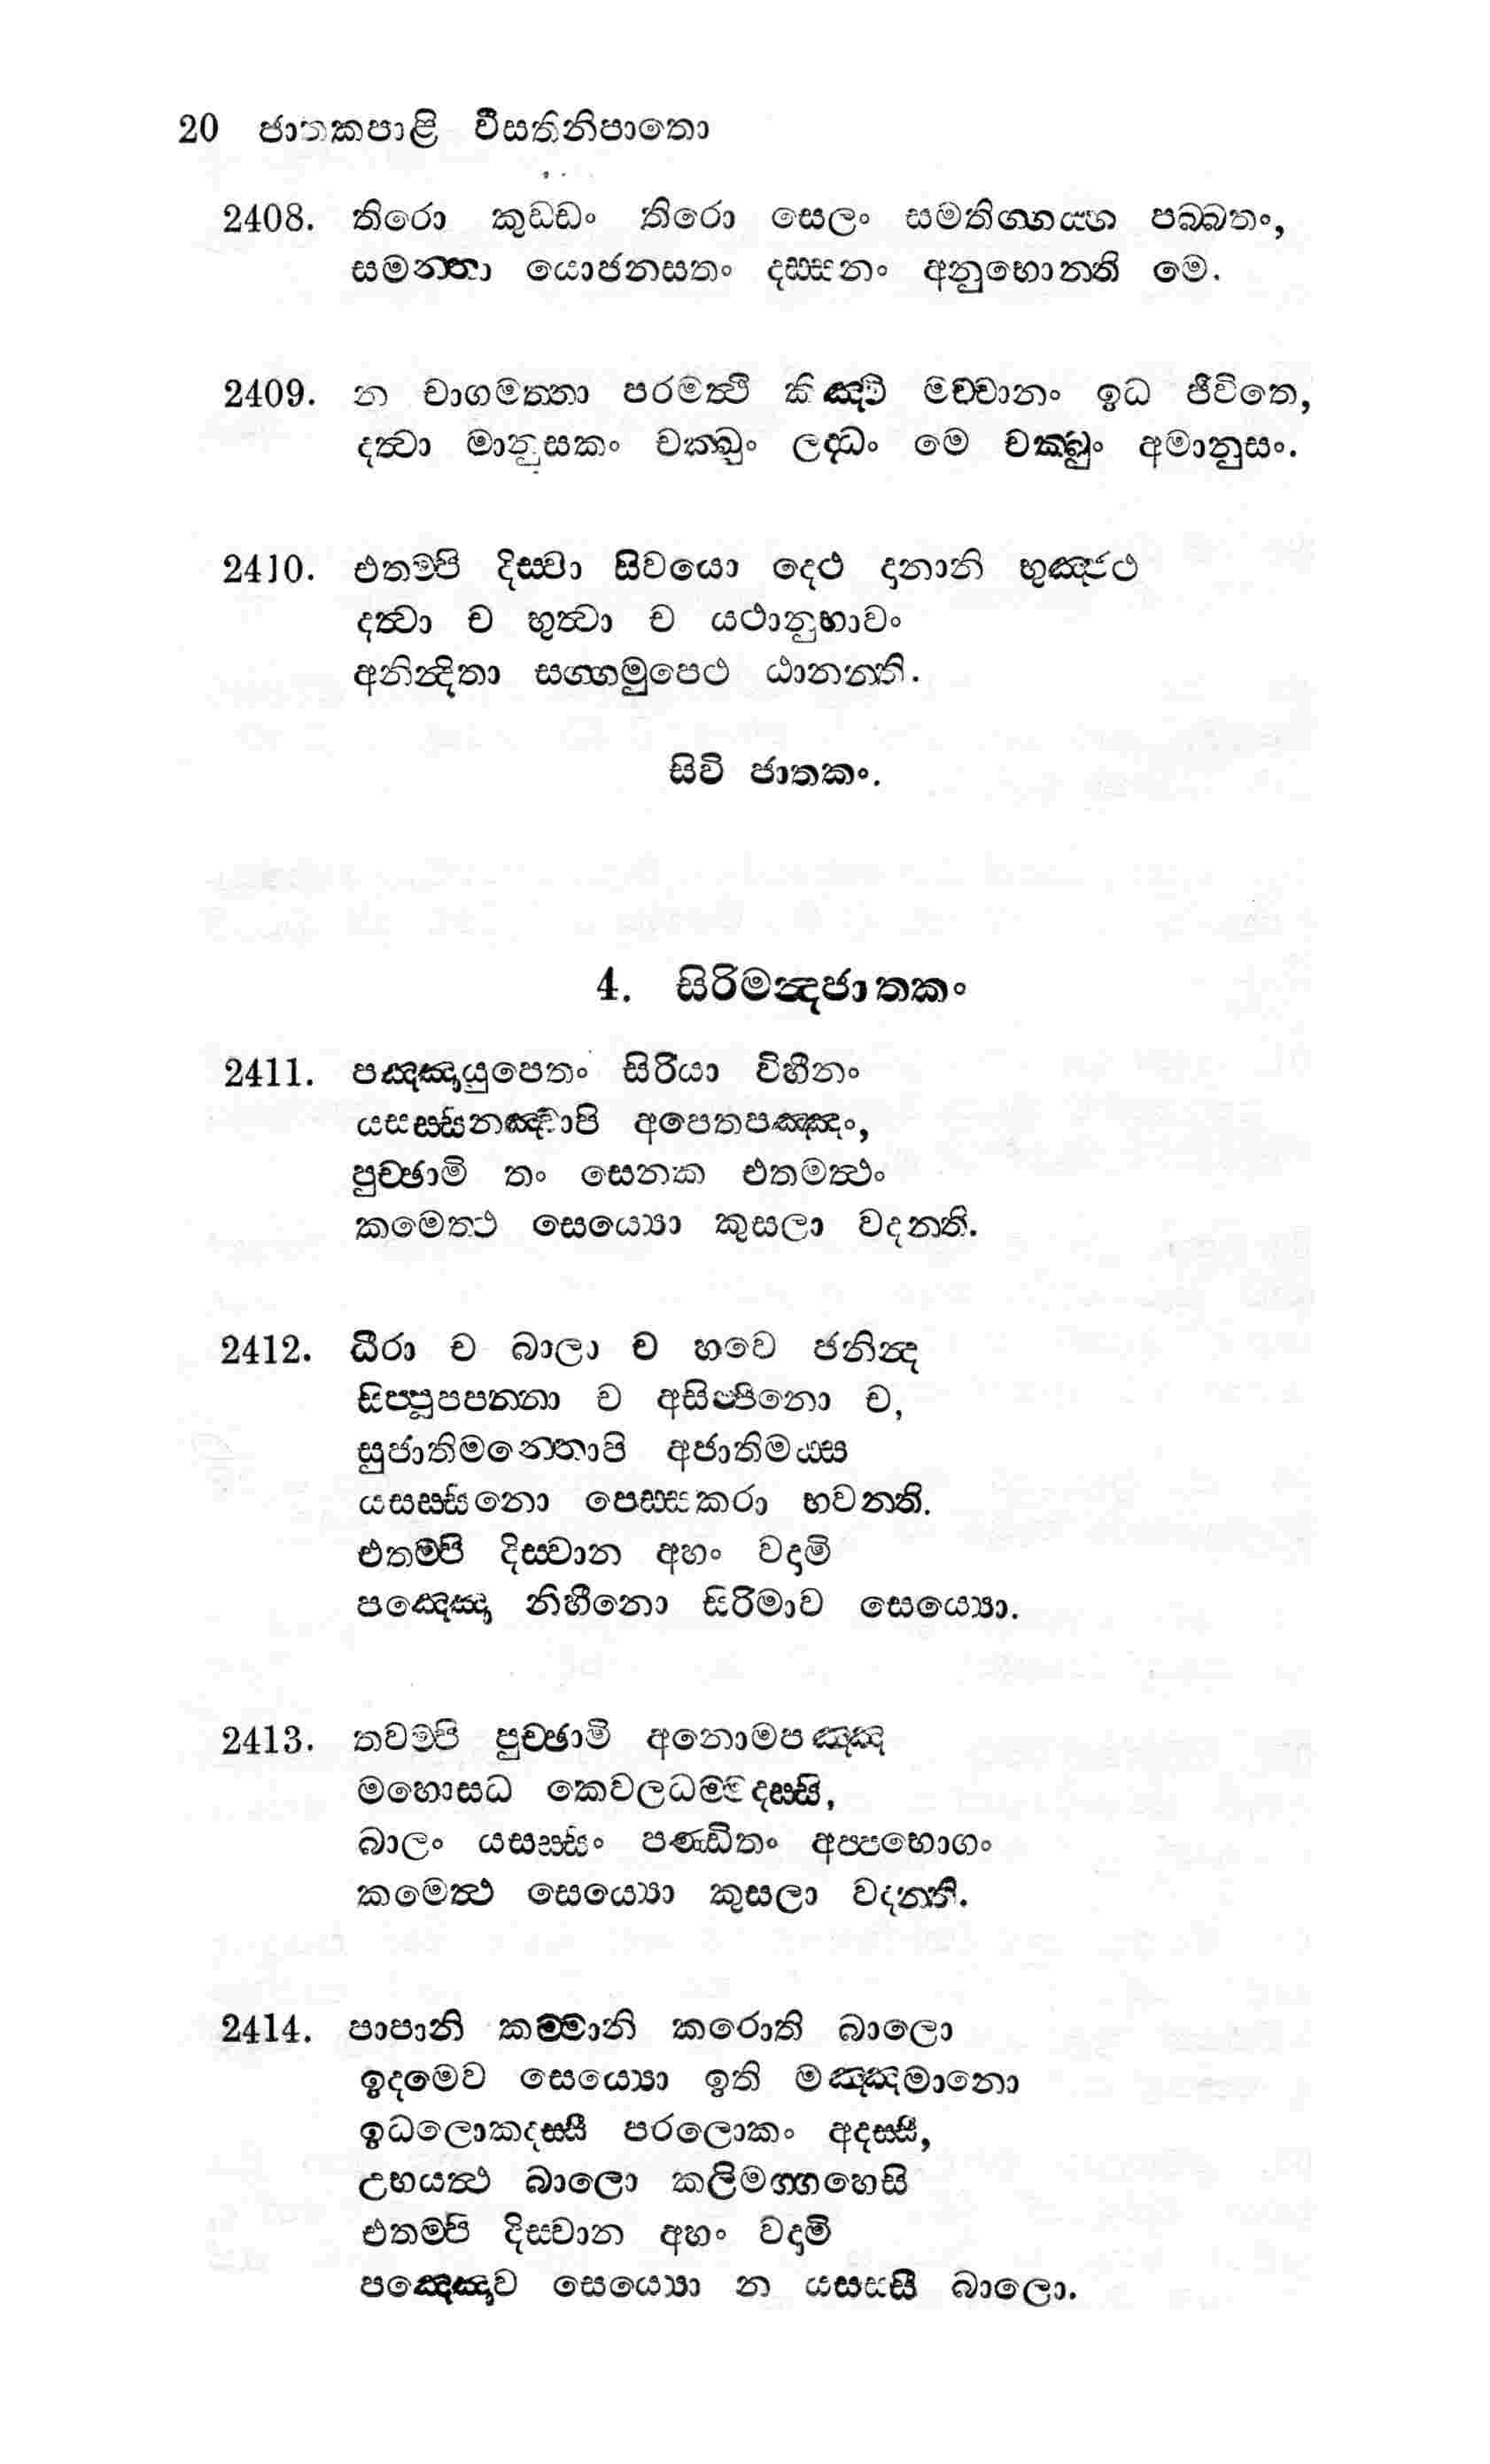 20 ජාතකපාළි වීසතිනිපාතො
2408. තිරො කුඩ්ඩං තිරො සෙලං සමතිග්ගය්හ පබ්බතං,
සමන්තා යොජනසතං දස්සනං අනුභොන්ති මෙ.
2409. න චාගමත්තා පරමත්ථි කිඤ්චි මච්චානං ඉධ ජීවිතෙ,
දත්වා මානුසකං චක්ඛුං ලද්ධං මෙ චක්ඛුං අමානුසං.
2410. එතම්පි දිස්වා සිවයො දෙථ දානානි භුඤ්ජථ
දත්වා ච භුත්වා ච යථානුභාවං
අනින්දිතා සග්ගමුපෙථ ඨානන්ති.
සිවි ජාතකං.
4. සිරිමන්දජාතකං
2411. පඤ්ඤායුපෙතං සිරියා විහීනං
යසස්සිනඤ්චාපි අපෙතපඤ්ඤං,
පුච්ඡාමි තං සෙනක එතමත්ථං
කමෙත්ථ සෙය්යො කුසලා වදන්ති.
2412. ධීරා ච බාලා ච හවෙ ජනින්ද
සිප්පූපපන්නා ච අසිප්පිනො ච,
සුජාතිමන්තොපි අජාතිමස්ස
යසස්සිනො පෙස්සකරා භවන්ති.
එතම්පි දිස්වාන අහං වදාමි
පඤ්ඤො නිහීනො සිරිමාව සෙය්යො.
2413. තවම්පි පුච්ඡාමි අනොමපඤ්ඤ
මහොසධ කෙවලධම්මදස්සි,
බාලං යසස්සිං පණ්ඩිතං අප්පභොගං
කමෙත්ථ සෙය්යො කුසලා වදන්ති.
2414. පාපානි කම්මානි කරොති බාලො
ඉදමෙව සෙය්යො ඉති මඤ්ඤමානො
ඉධලොකදස්සී පරලොකං අදස්සී,
උභයත්ථ බාලො කලිමග්ගහෙසි
එතම්පි දිස්වාන අහං වදාමි
පඤ්ඤොව සෙය්යො න යසස්සී බාලො.